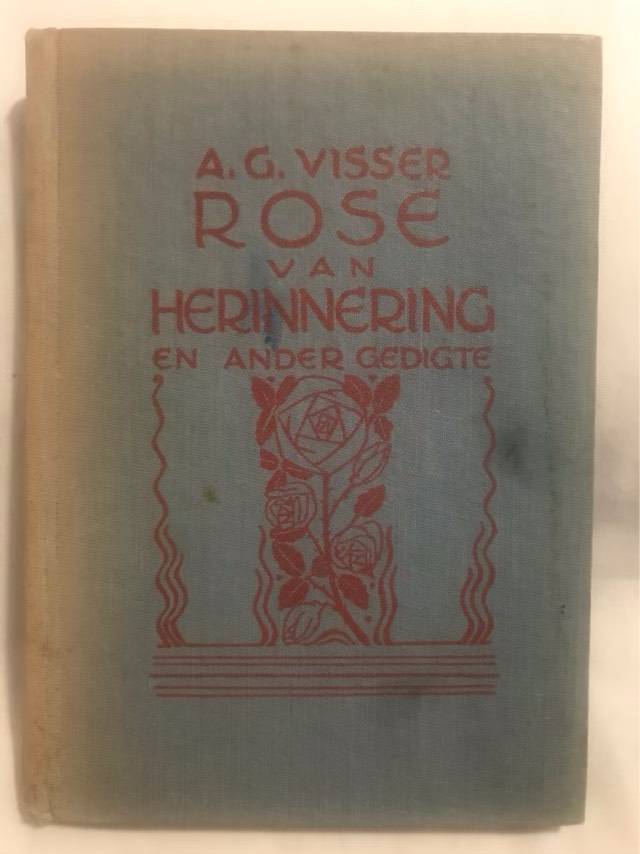 A. G. VISSER
ROSE
VAN
HERINNERING
EN ANDER GEDIGTE